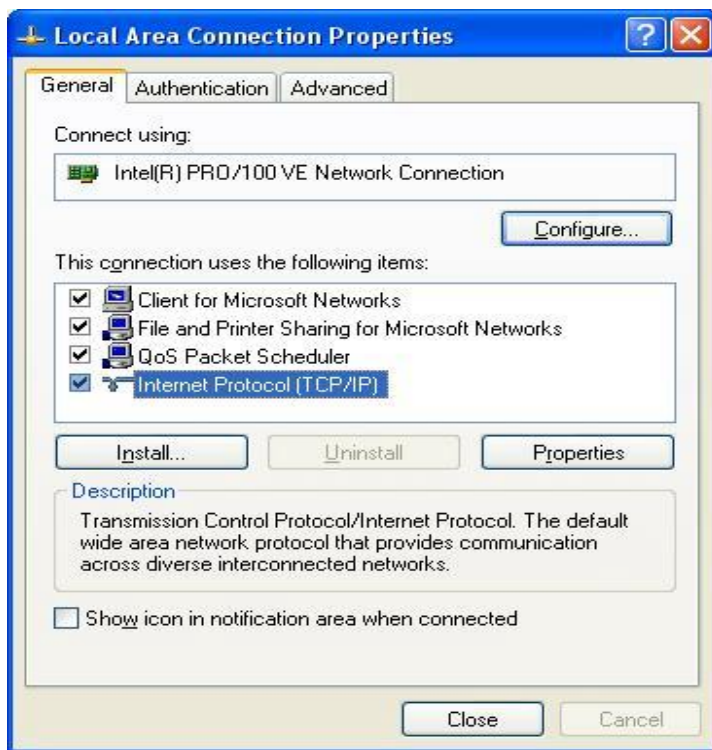 Local Area Connection Properties
General
Authentication
Advanced
Connect using:
Intel(R) PRO/100 VE Network Connection
Configure...
This connection uses the following items:
Client for Microsoft Networks
File and Printer Sharing for Microsoft Networks
QoS Packet Scheduler
Internet Protocol (TCP/IP)
Install...
Uninstall
Properties
Description
Transmission Control Protocol/Internet Protocol. The default
wide area network protocol that provides communication
across diverse interconnected networks.
Show icon in notification area when connected
Close
Cancel